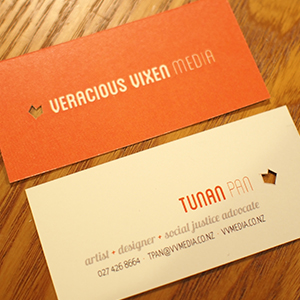 VERACIOUS VIXEN MEDIA
TUNAN PAN
artist • designer • social justice advocate
027 426 8664 · TPAN@VVMEDIA.CO.NZ · VVMEDIA.CO.NZ